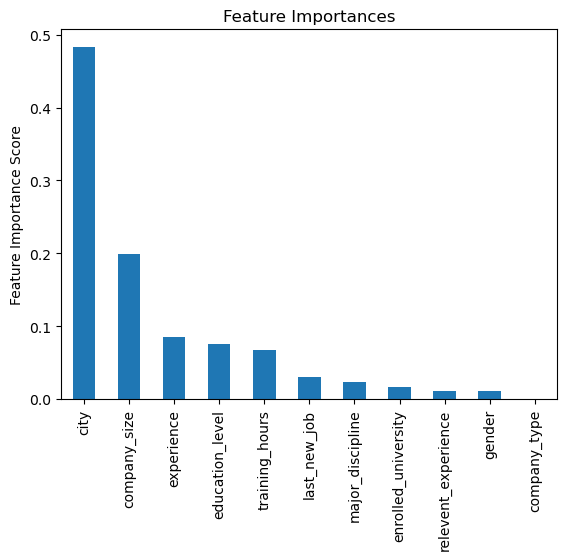 Feature Importances
Feature Importance Score
0.5
0.4
0.3
0.2
0.1
0.0
city
company_size
experience
education_level
training_hours
last_new_job
major_discipline
enrolled_university
relevent_experience
gender
company_type